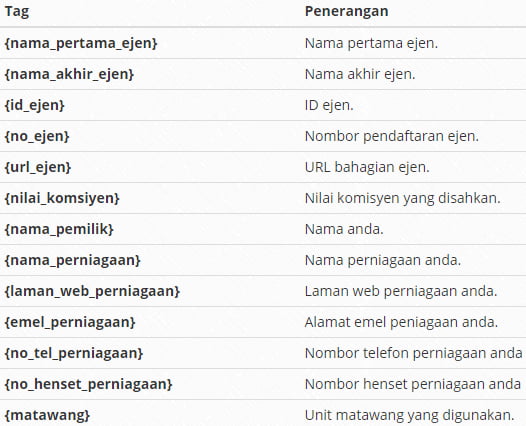 Tag Penerangan
{nama_pertama_ejen} Nama pertama ejen.
{nama_akhir_ejen} Nama akhir ejen.
{id_ejen} ID ejen.
{no_ejen} Nombor pendaftaran ejen.
{url_ejen} URL bahagian ejen.
{nilai_komsiyen} Nilai komisyen yang disahkan.
{nama_pemilik} Nama anda.
{nama_perniagaan} Nama perniagaan anda.
{laman_web_perniagaan} Laman web perniagaan anda.
{emel_perniagaan} Alamat emel peniagaan anda.
{no_tel_perniagaan} Nombor telefon perniagaan anda
{no_henset_perniagaan} Nombor henset perniagaan anda
{matawang} Unit matawang yang digunakan.